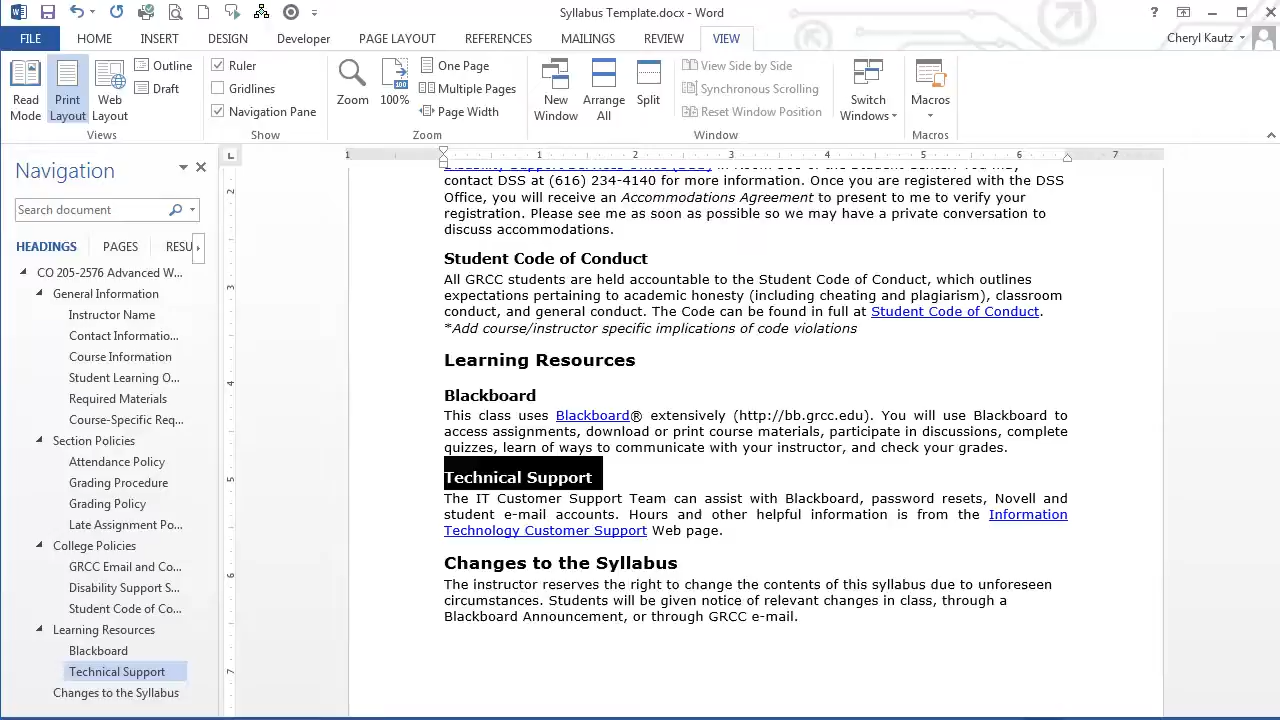 Syllabus Template.docx - Word
FILE HOME INSERT DESIGN Developer PAGE LAYOUT REFERENCES MAILINGS REVIEW VIEW Cheryl Kautz
Read Mode
Print Layout
Web Layout
Outline
Draft
Views
Ruler
Gridlines
Navigation Pane
Show
Zoom
100%
One Page
Multiple Pages
Page Width
Zoom
New Window
Arrange All
Split
View Side by Side
Synchronous Scrolling
Reset Window Position
Window
Switch Windows
Macros
Macros
Navigation
Search document
HEADINGS PAGES RESU
CO 205-2576 Advanced W...
General Information
Instructor Name
Contact Informatio...
Course Information
Student Learning O...
Required Materials
Course-Specific Req...
Section Policies
Attendance Policy
Grading Procedure
Grading Policy
Late Assignment Po...
College Policies
GRCC Email and Co...
Disability Support S...
Student Code of Co...
Learning Resources
Blackboard
Technical Support
Changes to the Syllabus
1 1 2 3 4 5 6 7
2
3
4
5
6
7
contact DSS at (616) 234-4140 for more information. Once you are registered with the DSS
Office, you will receive an Accommodations Agreement to present to me to verify your
registration. Please see me as soon as possible so we may have a private conversation to
discuss accommodations.
Student Code of Conduct
All GRCC students are held accountable to the Student Code of Conduct, which outlines
expectations pertaining to academic honesty (including cheating and plagiarism), classroom
conduct, and general conduct. The Code can be found in full at Student Code of Conduct.
*Add course/instructor specific implications of code violations
Learning Resources
Blackboard
This class uses Blackboard® extensively (http://bb.grcc.edu). You will use Blackboard to
access assignments, download or print course materials, participate in discussions, complete
quizzes, learn of ways to communicate with your instructor, and check your grades.
Technical Support
The IT Customer Support Team can assist with Blackboard, password resets, Novell and
student e-mail accounts. Hours and other helpful information is from the Information
Technology Customer Support Web page.
Changes to the Syllabus
The instructor reserves the right to change the contents of this syllabus due to unforeseen
circumstances. Students will be given notice of relevant changes in class, through a
Blackboard Announcement, or through GRCC e-mail.